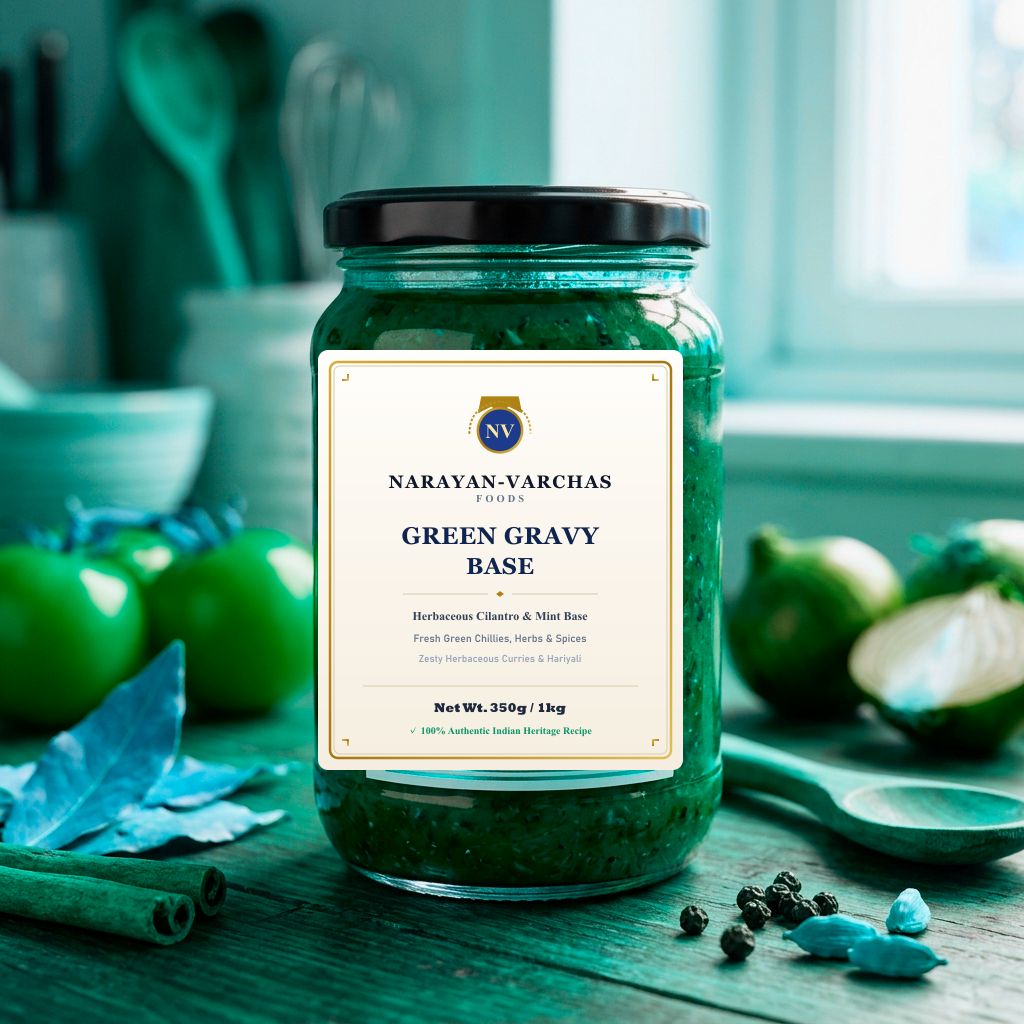 NV
NARAYAN-VARCHAS
FOODS
GREEN GRAVY
BASE
Herbaceous Cilantro & Mint Base
Fresh Green Chillies, Herbs & Spices
Zesty Herbaceous Curries & Hariyali
Net Wt. 350g / 1kg
✓ 100% Authentic Indian Heritage Recipe